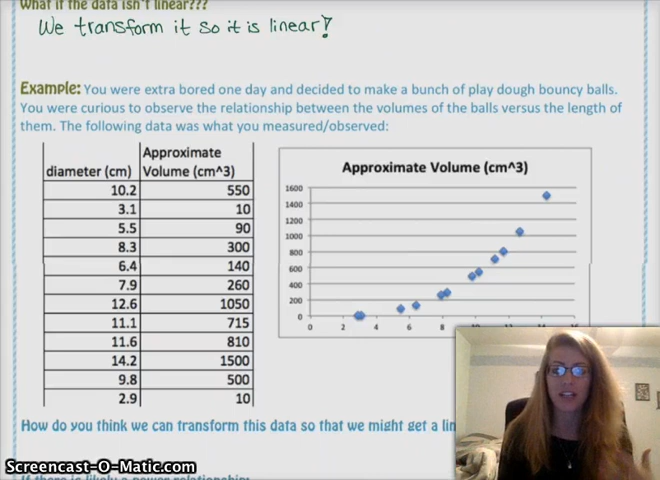 What if the data isn't linear???
We transform it so it is linear!
Example: You were extra bored one day and decided to make a bunch of play dough bouncy balls.
You were curious to observe the relationship between the volumes of the balls versus the length of
them. The following data was what you measured/observed:
diameter (cm) Approximate Volume (cm^3)
10.2 550
3.1 10
5.5 90
8.3 300
6.4 140
7.9 260
12.6 1050
11.1 715
11.6 810
14.2 1500
9.8 500
2.9 10
Approximate Volume (cm^3)
1600
1400
1200
1000
800
600
400
200
0
0 2 4 6 8
How do you think we can transform this data so that we might get a lin
Screencast-O-Matic.com